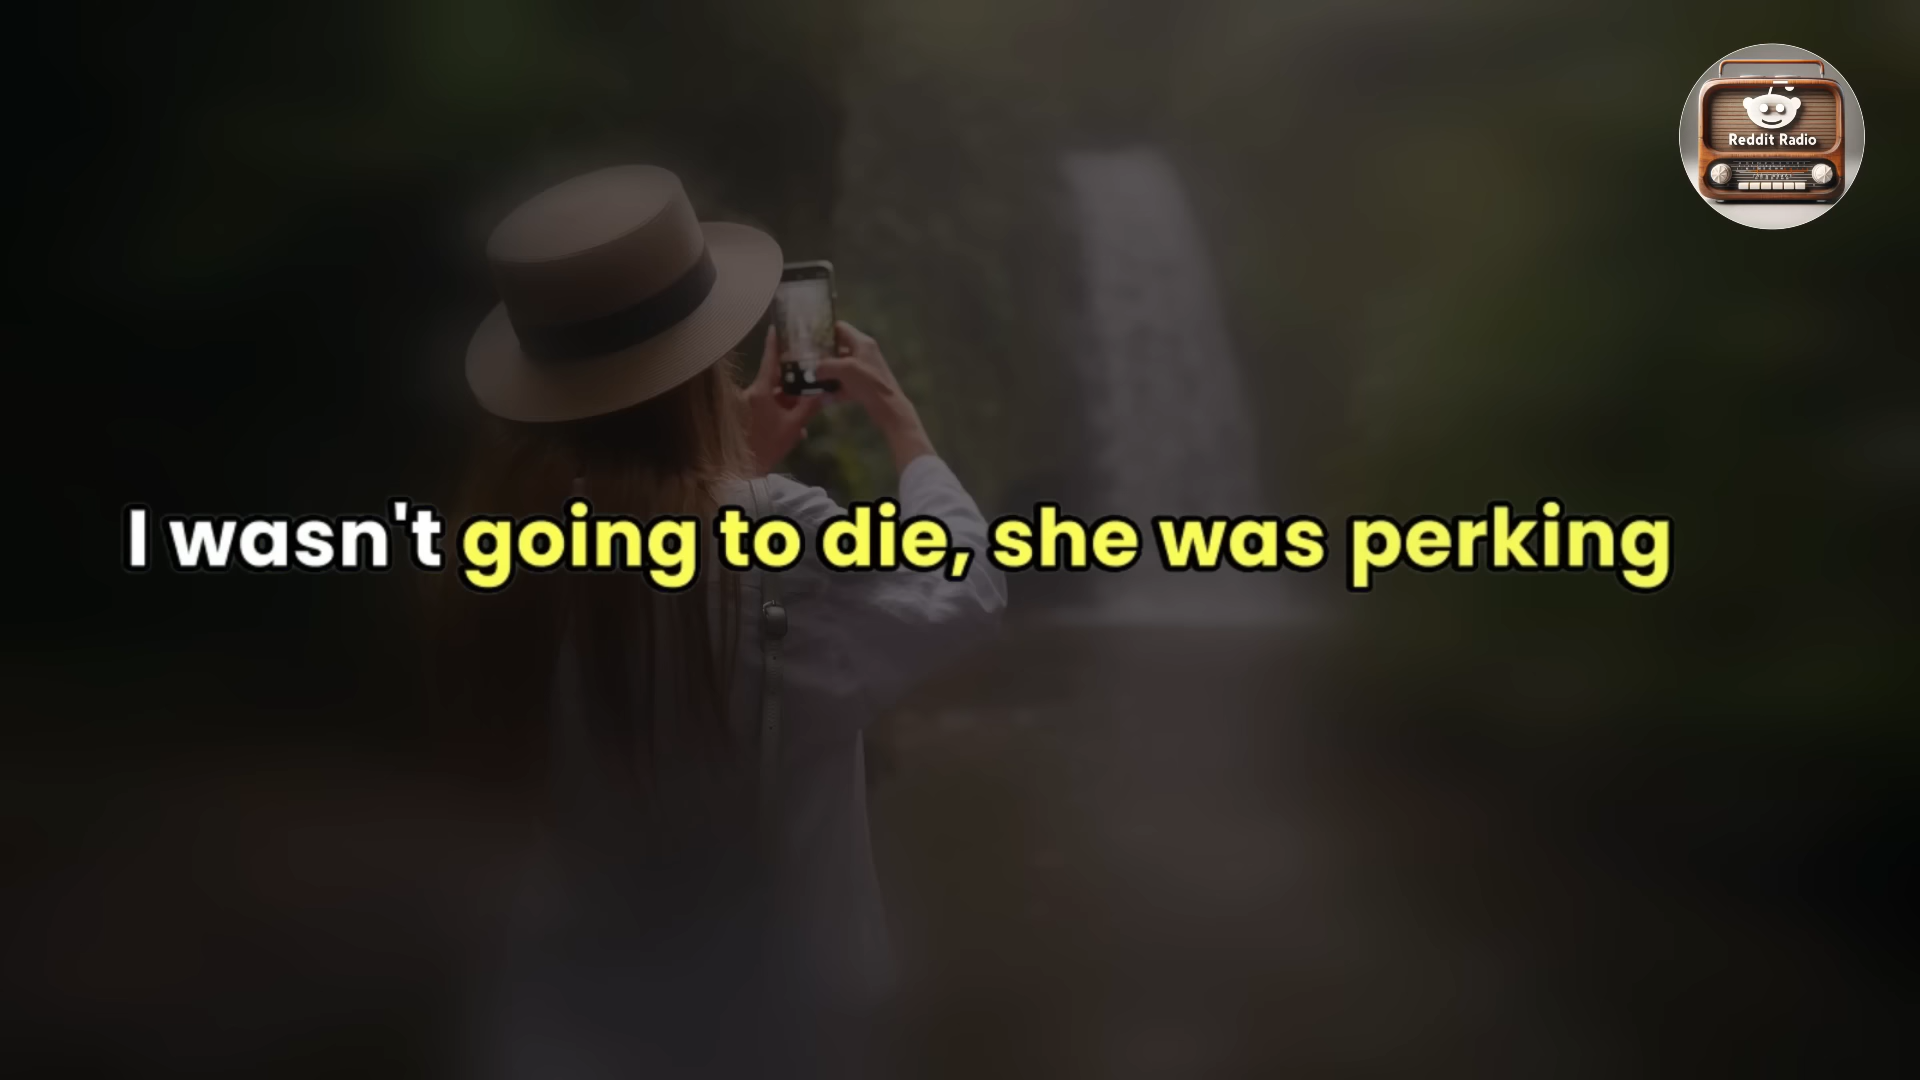 Reddit Radio
I wasn't going to die, she was perking